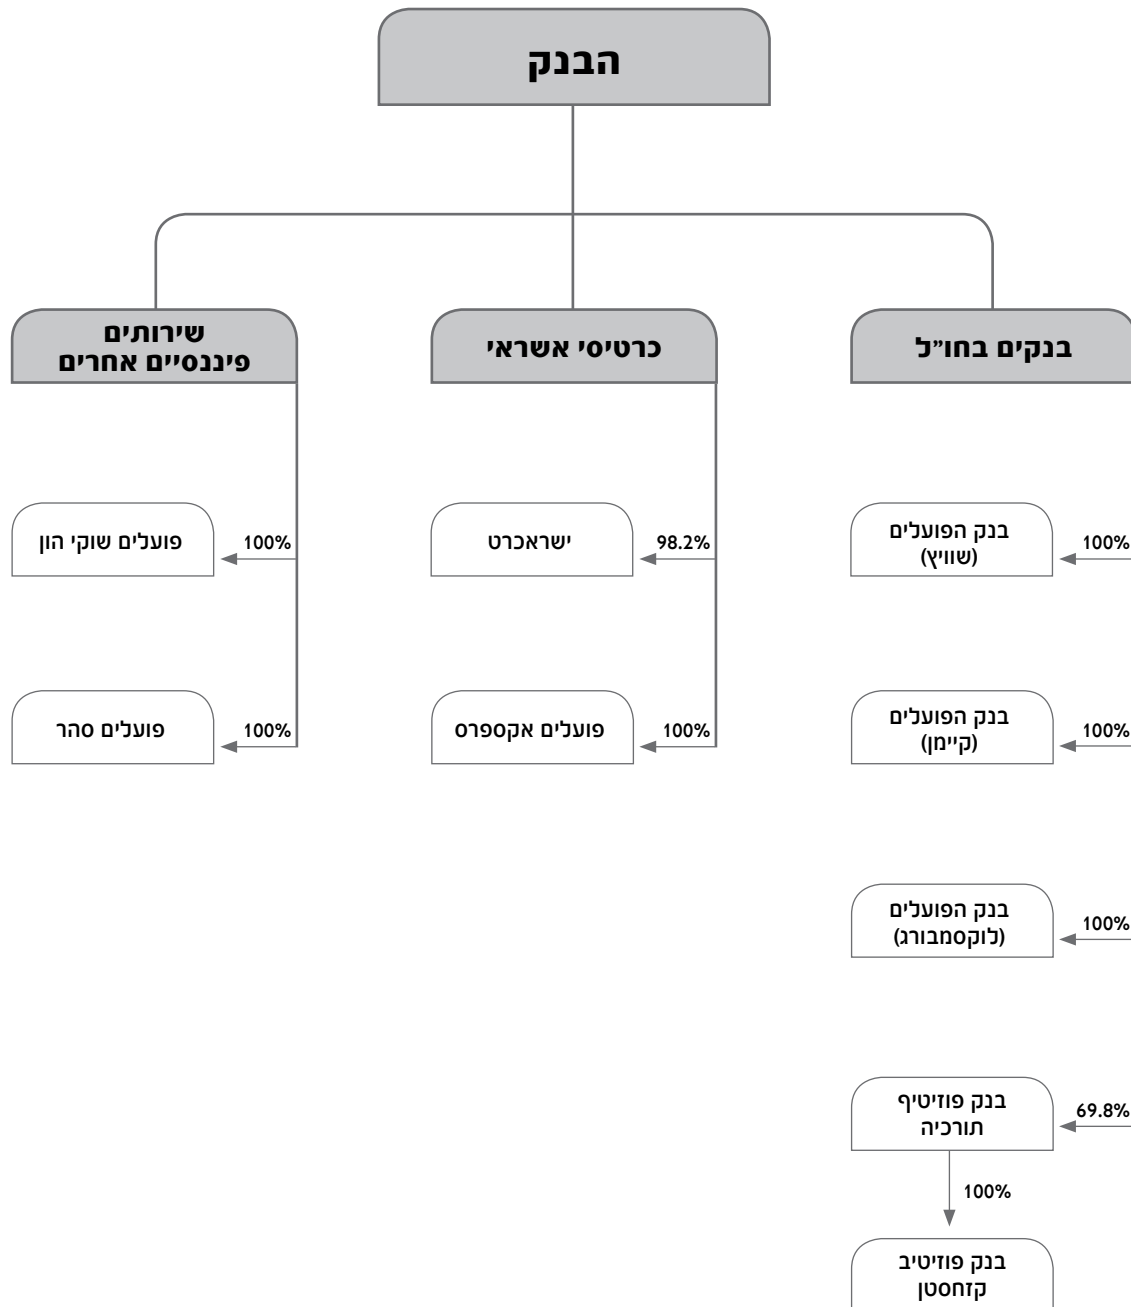 הבנק
בנקים בחו״ל
100%
בנק הפועלים
(שוויץ)
100%
בנק הפועלים
(קיימן)
100%
בנק הפועלים
(לוקסמבורג)
69.8%
בנק פוזיטיף
תורכיה
100%
בנק פוזיטיב
קזחסטן
כרטיסי אשראי
98.2%
ישראכרט
100%
פועלים אקספרס
שירותים
פיננסיים אחרים
100%
פועלים שוקי הון
100%
פועלים סהר